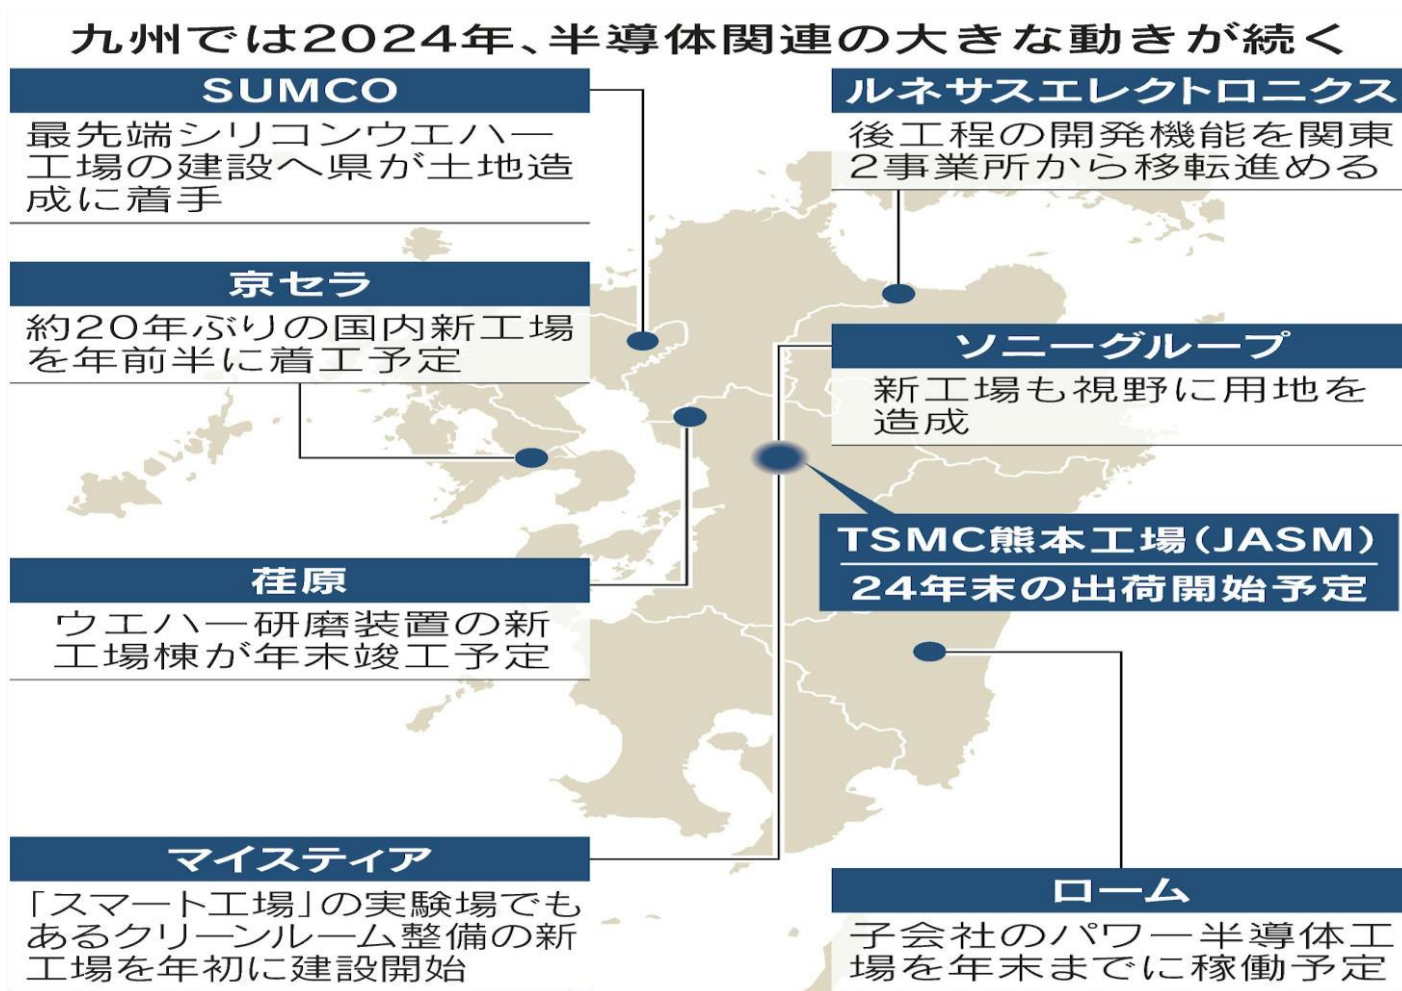 九州では2024年、半導体関連の大きな動きが続く
SUMCO
最先端シリコンウエハー
工場の建設へ県が土地造
成に着手
京セラ
約20年ぶりの国内新工場
を年前半に着工予定
荏原
ウエハー研磨装置の新
工場棟が年末竣工予定
マイスティア
「スマート工場」の実験場でも
あるクリーンルーム整備の新
工場を年初に建設開始
ルネサスエレクトロニクス
後工程の開発機能を関東
2事業所から移転進める
ソニーグループ
新工場も視野に用地を
造成
TSMC熊本工場(JASM)
24年末の出荷開始予定
ローム
子会社のパワー半導体工
場を年末までに稼働予定